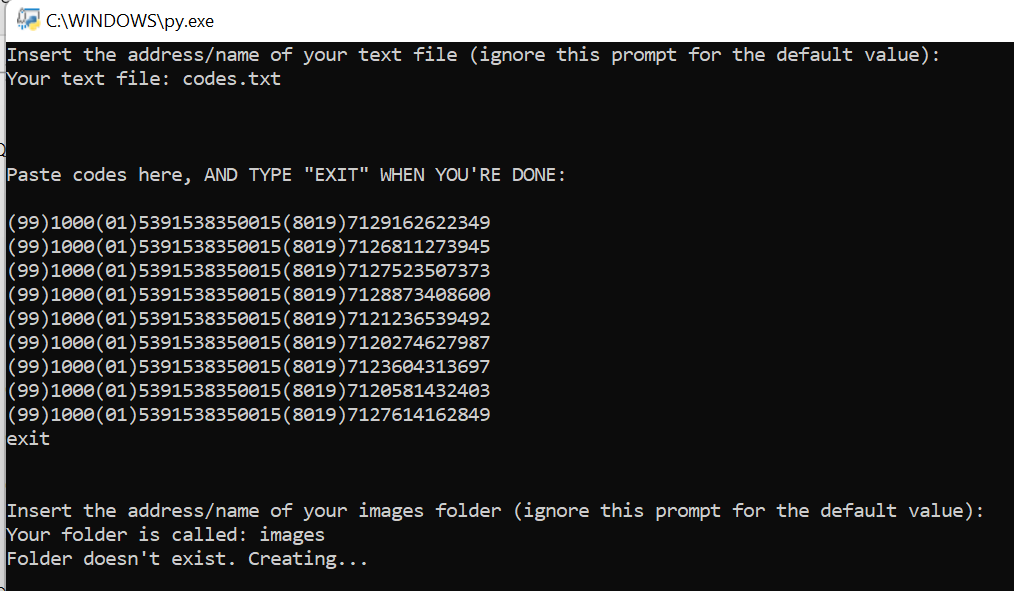 C:\WINDOWS\py.exe
Insert the address/name of your text file (ignore this prompt for the default value):
Your text file: codes.txt
Paste codes here, AND TYPE "EXIT" WHEN YOU'RE DONE:
(99)1000(01)5391538350015(8019)7129162622349
(99)1000(01)5391538350015(8019)7126811273945
(99)1000(01)5391538350015(8019)7127523507373
(99)1000(01)5391538350015(8019)7128873408600
(99)1000(01)5391538350015(8019)7121236539492
(99)1000(01)5391538350015(8019)7120274627987
(99)1000(01)5391538350015(8019)7123604313697
(99)1000(01)5391538350015(8019)7120581432403
(99)1000(01)5391538350015(8019)7127614162849
exit
Insert the address/name of your images folder (ignore this prompt for the default value):
Your folder is called: images
Folder doesn't exist. Creating...